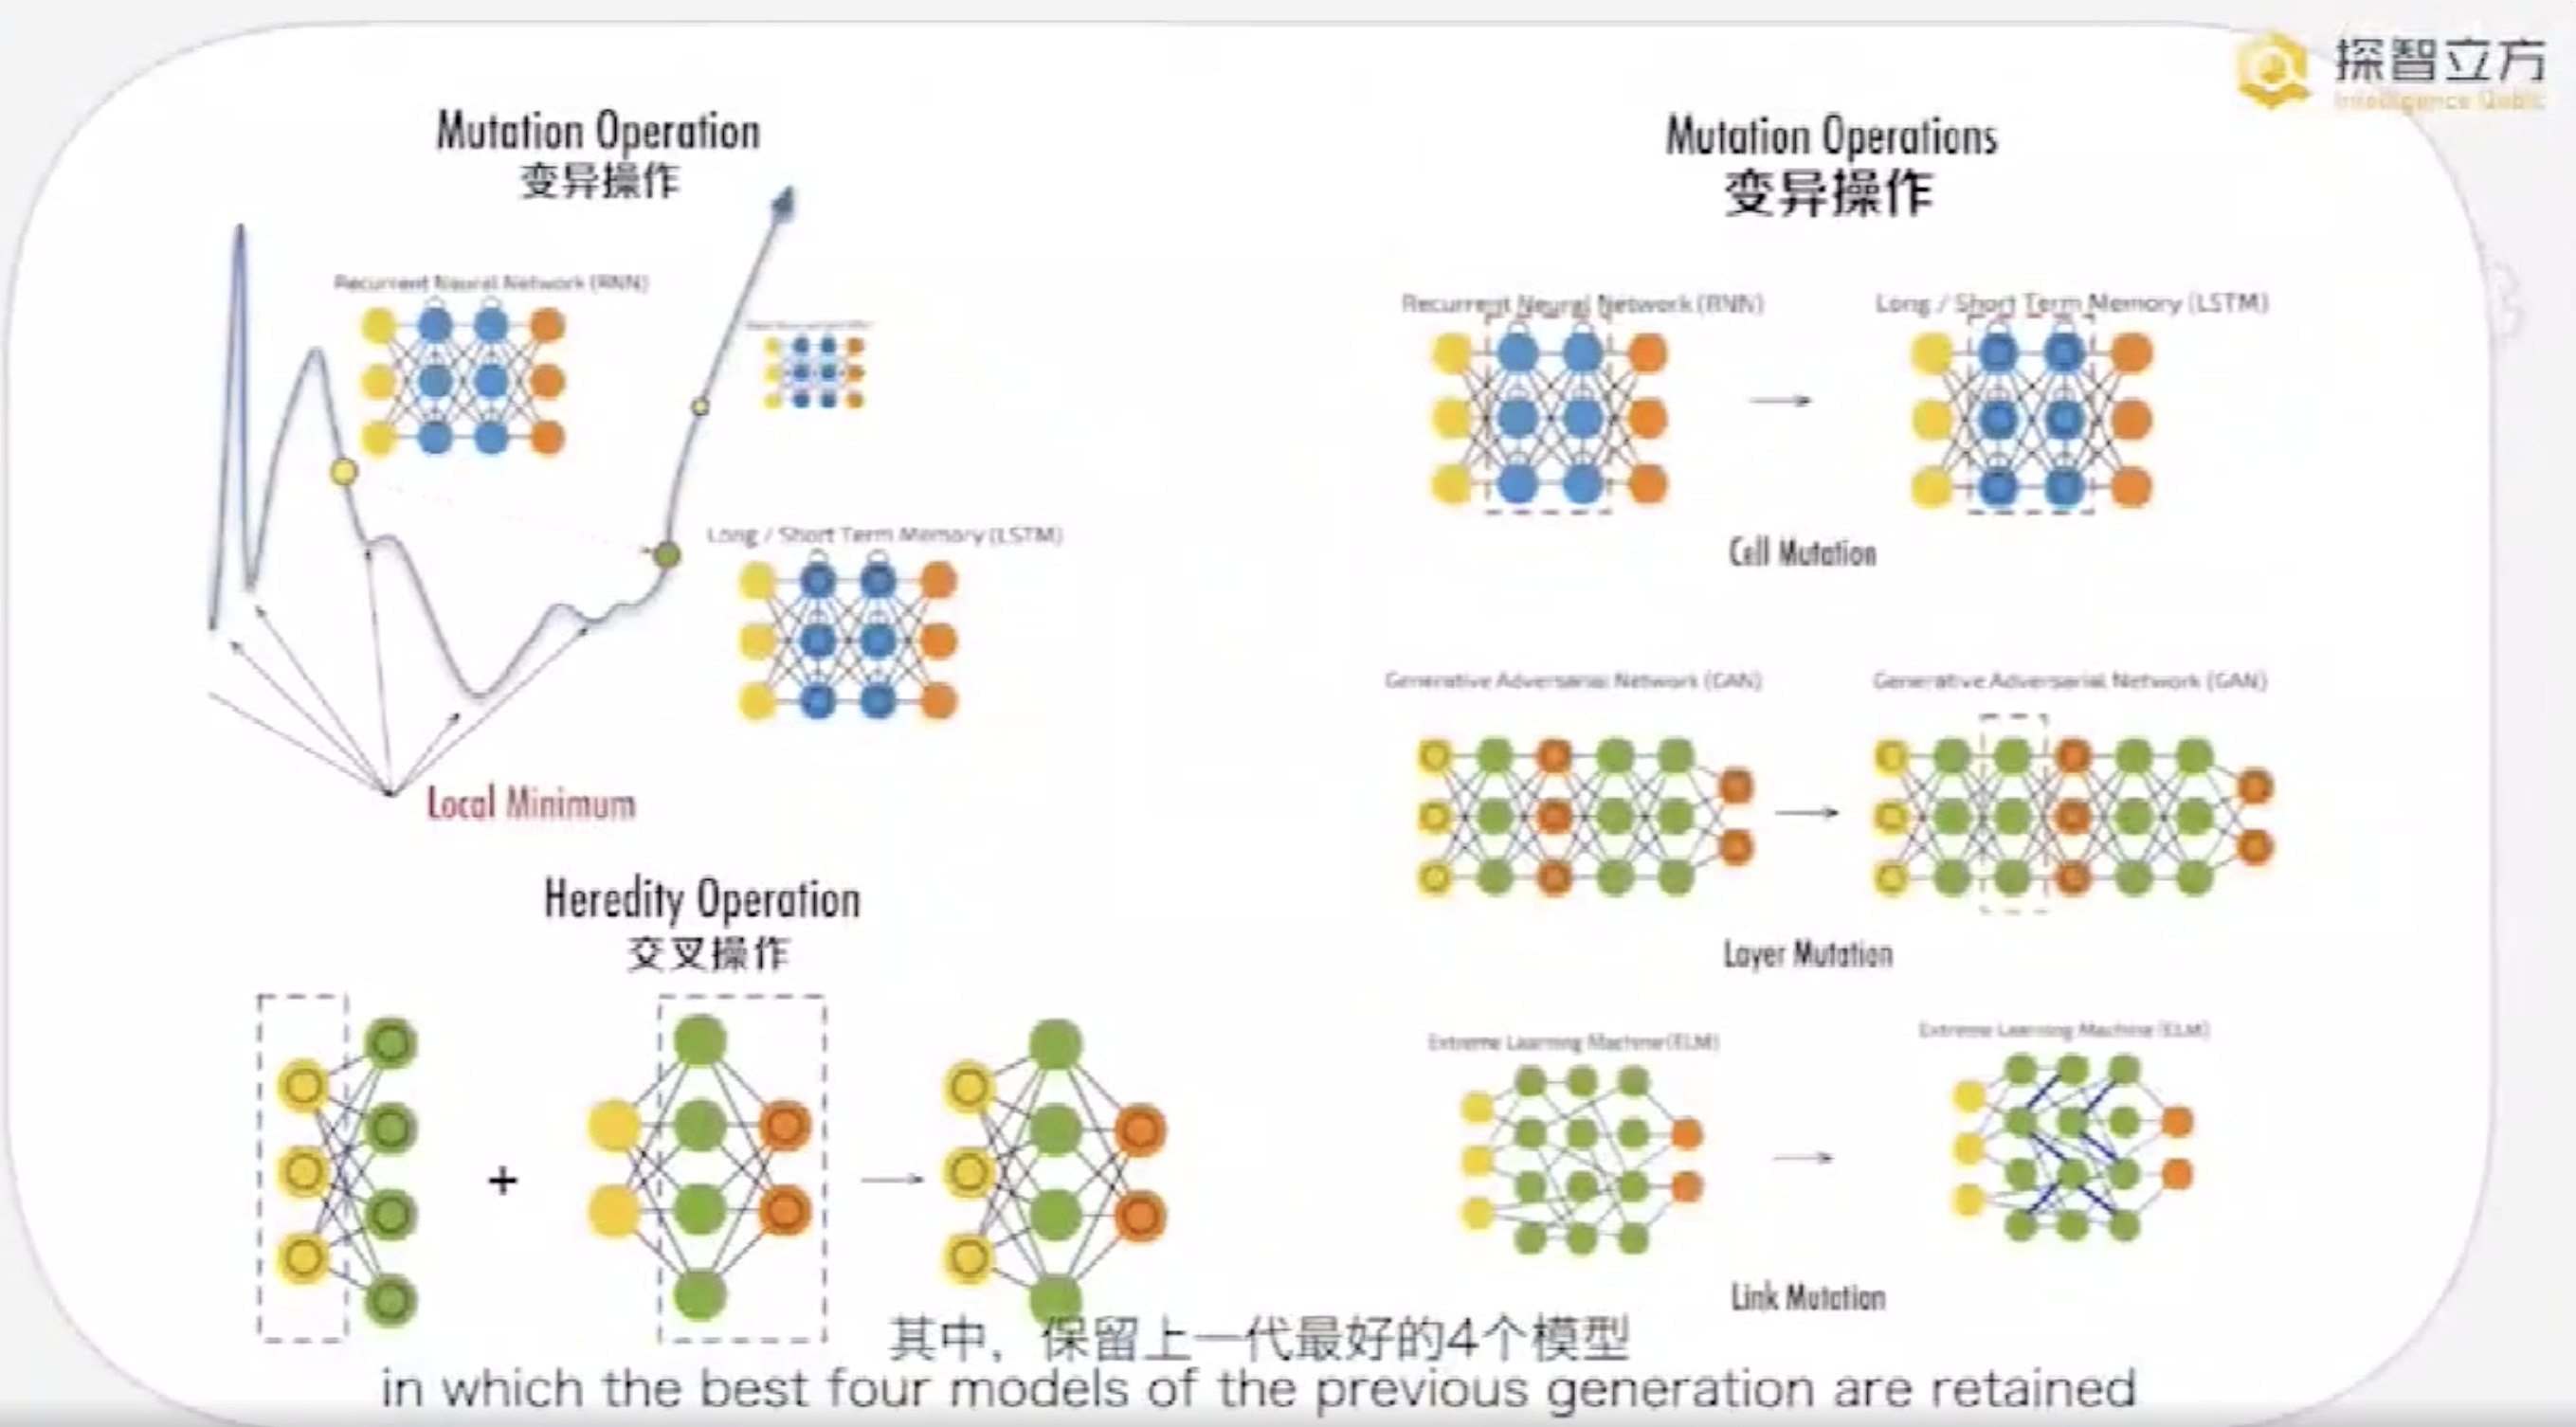 探智立方
Intelligence Qubic
Mutation Operation
变异操作
Recurrent Neural Network (RNN)
Long / Short Term Memory (LSTM)
Local Minimum
Heredity Operation
交叉操作
+
Mutation Operations
变异操作
Recurrent Neural Network (RNN)
Long / Short Term Memory (LSTM)
Cell Mutation
Generative Adversarial Network (GAN)
Generative Adversarial Network (GAN)
Layer Mutation
Extreme Learning Machine (ELM)
Extreme Learning Machine (ELM)
Link Mutation
其中，保留上一代最好的4个模型
in which the best four models of the previous generation are retained